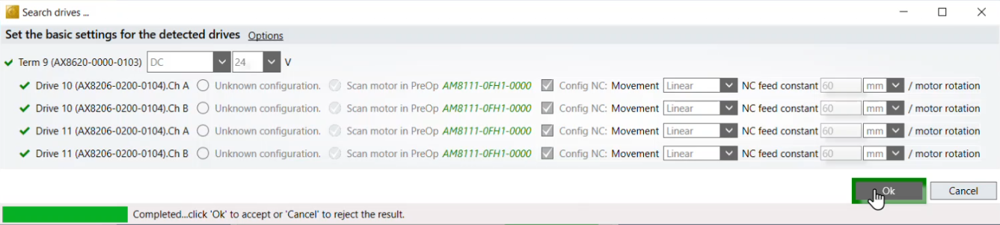 Search drives ...
Set the basic settings for the detected drives Options
Term 9 (AX8620-0000-0103) DC 24 V
Drive 10 (AX8206-0200-0104).Ch A Unknown configuration. Scan motor in PreOp AM8111-0FH1-0000 Config NC: Movement Linear NC feed constant 60 mm / motor rotation
Drive 10 (AX8206-0200-0104).Ch B Unknown configuration. Scan motor in PreOp AM8111-0FH1-0000 Config NC: Movement Linear NC feed constant 60 mm / motor rotation
Drive 11 (AX8206-0200-0104).Ch A Unknown configuration. Scan motor in PreOp AM8111-0FH1-0000 Config NC: Movement Linear NC feed constant 60 mm / motor rotation
Drive 11 (AX8206-0200-0104).Ch B Unknown configuration. Scan motor in PreOp AM8111-0FH1-0000 Config NC: Movement Linear NC feed constant 60 mm / motor rotation
Ok Cancel
Completed...click 'Ok' to accept or 'Cancel' to reject the result.